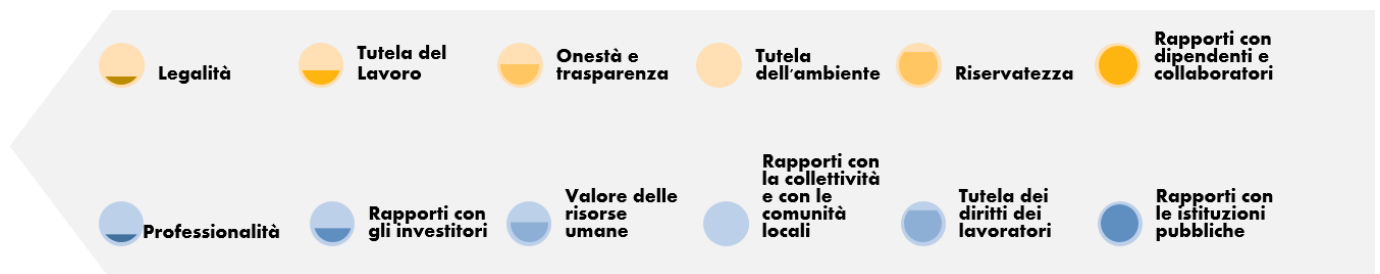 Legalità
Tutela del
Lavoro
Onestà e
trasparenza
Tutela
dell'ambiente
Riservatezza
Rapporti con
dipendenti e
collaboratori
Professionalità
Rapporti con
gli investitori
Valore delle
risorse
umane
Rapporti con
la collettività
e con le
comunità
locali
Tutela dei
diritti dei
lavoratori
Rapporti con
le istituzioni
pubbliche